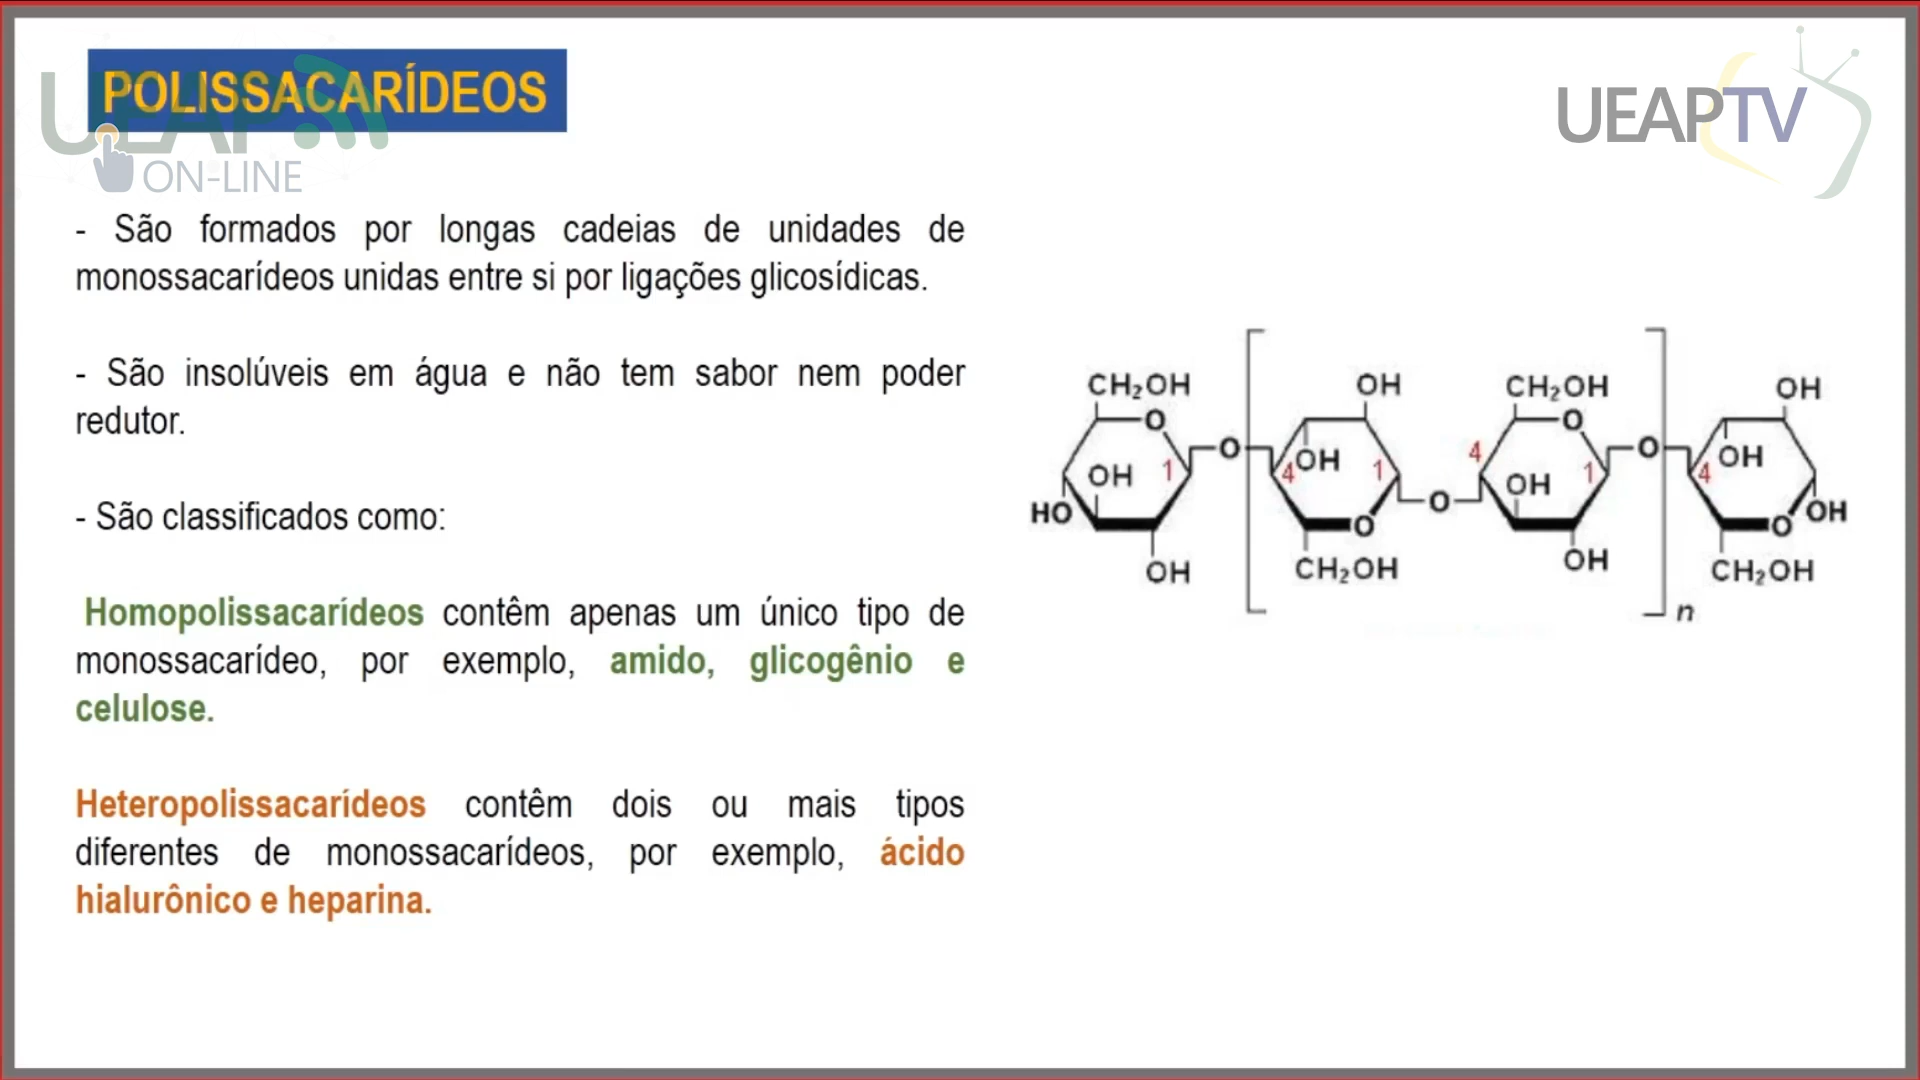 POLISSACARÍDEOS
UEAP
ON-LINE
UEAPTV
- São formados por longas cadeias de unidades de
monossacarídeos unidas entre si por ligações glicosídicas.
- São insolúveis em água e não tem sabor nem poder
redutor.
- São classificados como:
Homopolissacarídeos contêm apenas um único tipo de
monossacarídeo, por exemplo, amido, glicogênio e
celulose.
Heteropolissacarídeos contêm dois ou mais tipos
diferentes de monossacarídeos, por exemplo, ácido
hialurônico e heparina.
CH₂OH OH CH₂OH OH
O O
O O
OH 1 4 OH 1 4 OH 1 4 OH
O
HO O O OH
OH CH₂OH OH CH₂OH
n